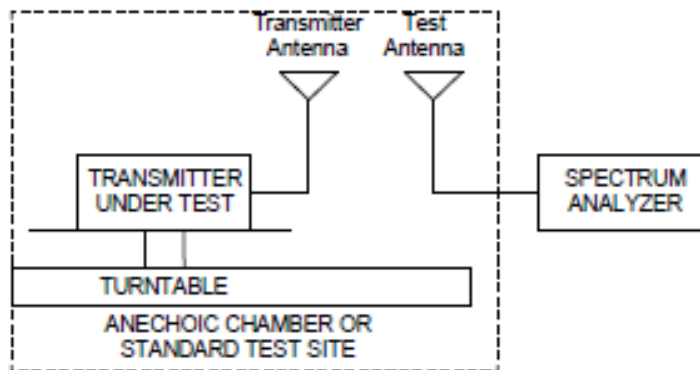 Transmitter
Antenna
Test
Antenna
TRANSMITTER
UNDER TEST
SPECTRUM
ANALYZER
TURNTABLE
ANECHOIC CHAMBER OR
STANDARD TEST SITE